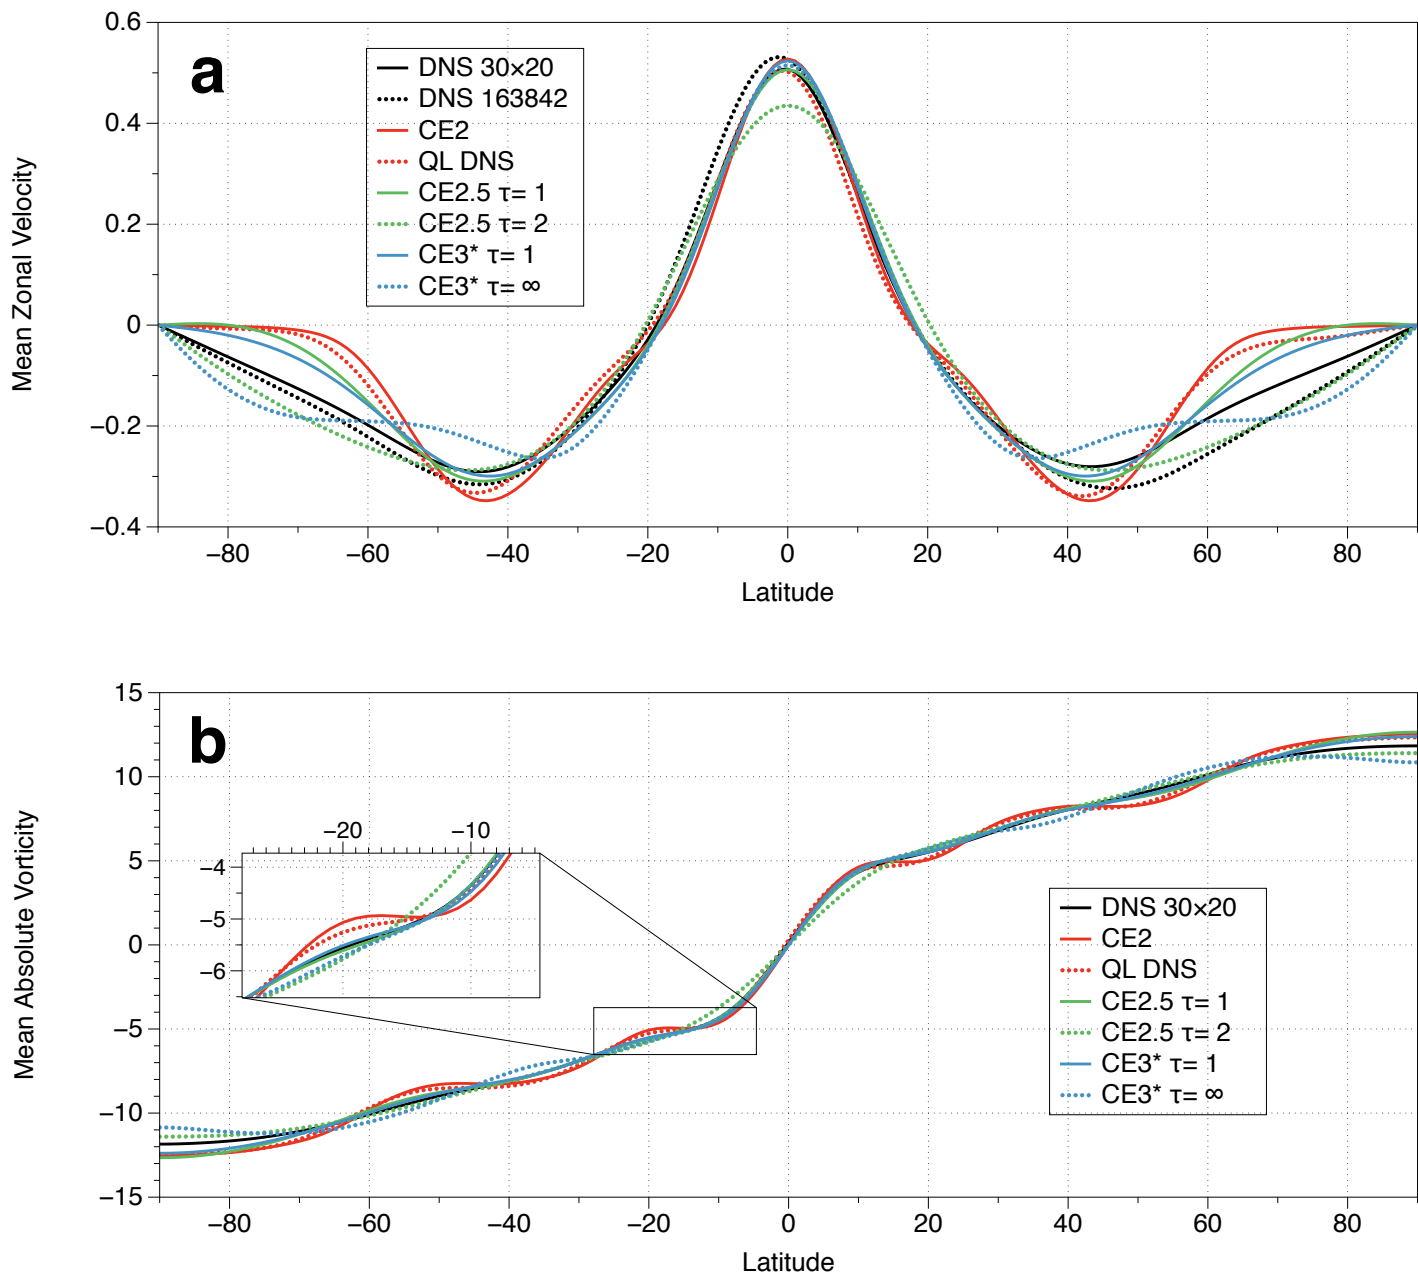 a
DNS 30×20
DNS 163842
CE2
QL DNS
CE2.5 τ= 1
CE2.5 τ= 2
CE3* τ= 1
CE3* τ= ∞
Mean Zonal Velocity
0.6
0.4
0.2
0
−0.2
−0.4
−80 −60 −40 −20 0 20 40 60 80
Latitude
b
Mean Absolute Vorticity
15
10
5
0
−5
−10
−15
−20 −10
−4
−5
−6
DNS 30×20
CE2
QL DNS
CE2.5 τ= 1
CE2.5 τ= 2
CE3* τ= 1
CE3* τ= ∞
−80 −60 −40 −20 0 20 40 60 80
Latitude